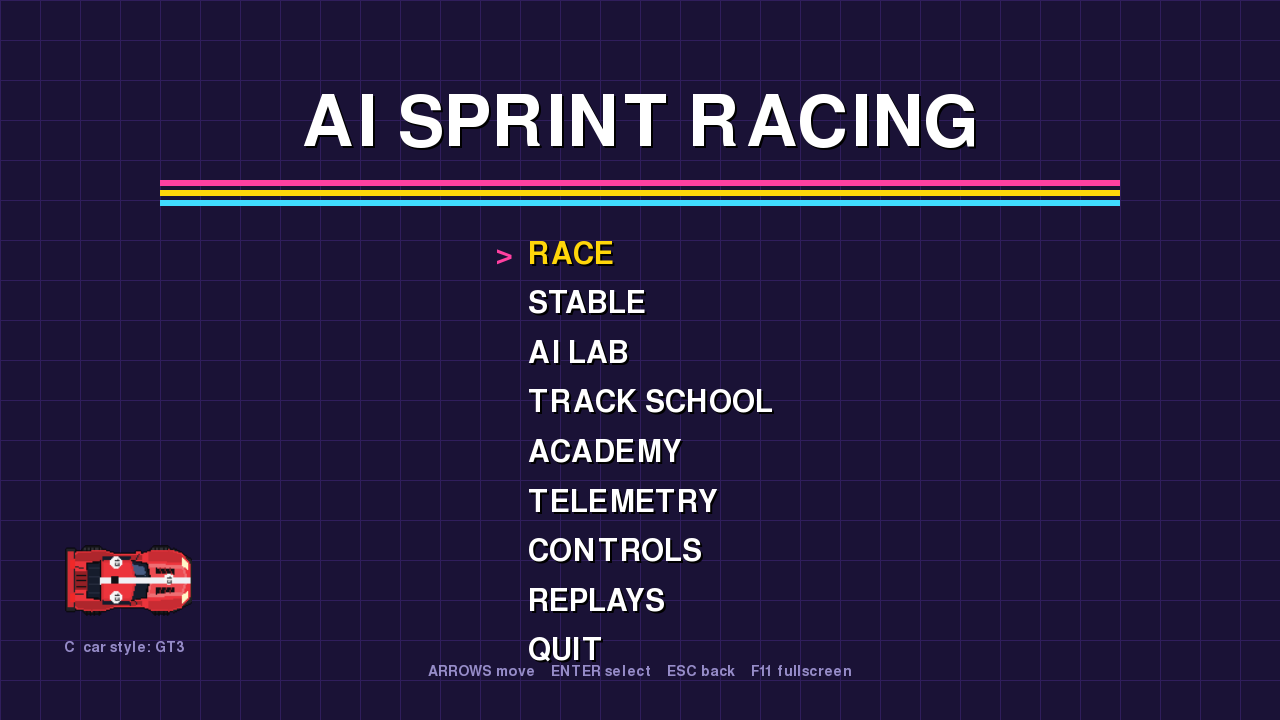 AI SPRINT RACING
> RACE
STABLE
AI LAB
TRACK SCHOOL
ACADEMY
TELEMETRY
CONTROLS
REPLAYS
QUIT
C car style: GT3
ARROWS move ENTER select ESC back F11 fullscreen